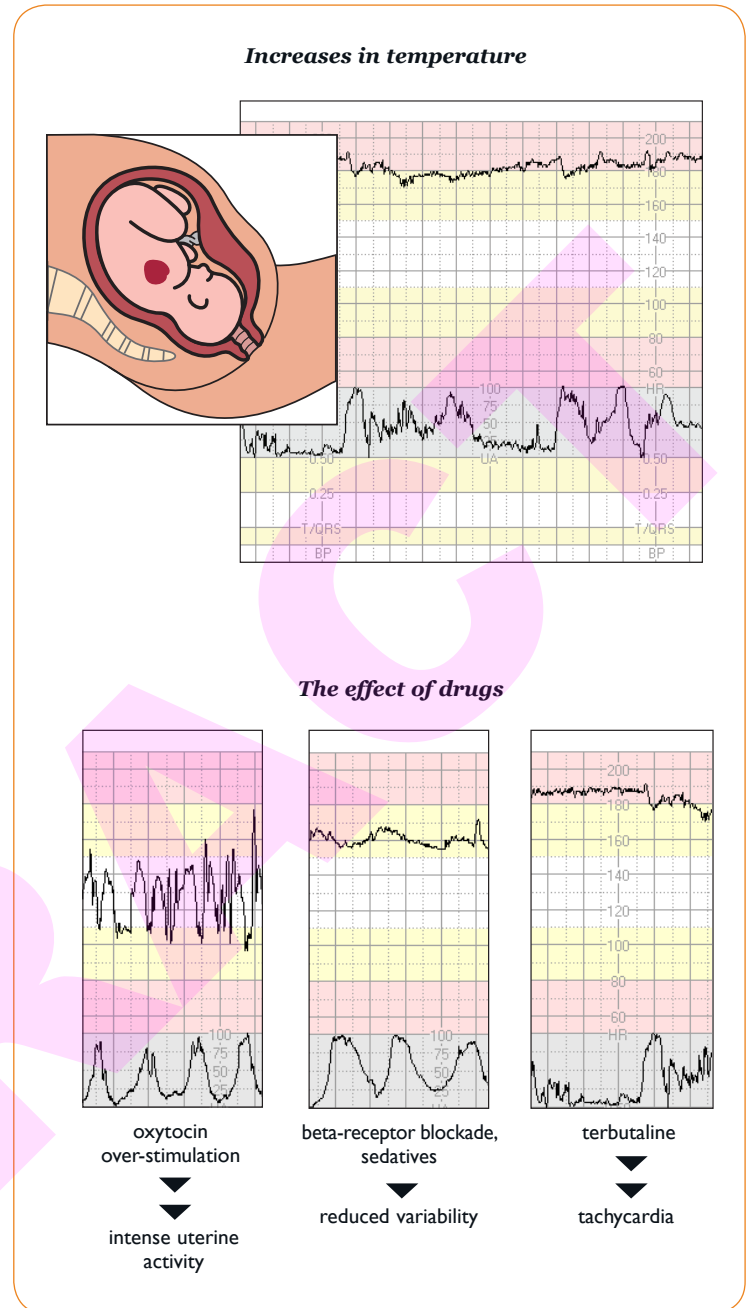 Increases in temperature
200
180
160
140
120
100
80
60
HR
100
75
50
25
UA
0.50
0.50
0.25
0.25
T/QRS
T/QRS
BP
BP
The effect of drugs
100
75
50
25
100
75
50
25
200
180
160
140
120
100
80
60
HR
oxytocin
over-stimulation
intense uterine
activity
beta-receptor blockade,
sedatives
reduced variability
terbutaline
tachycardia
RACT